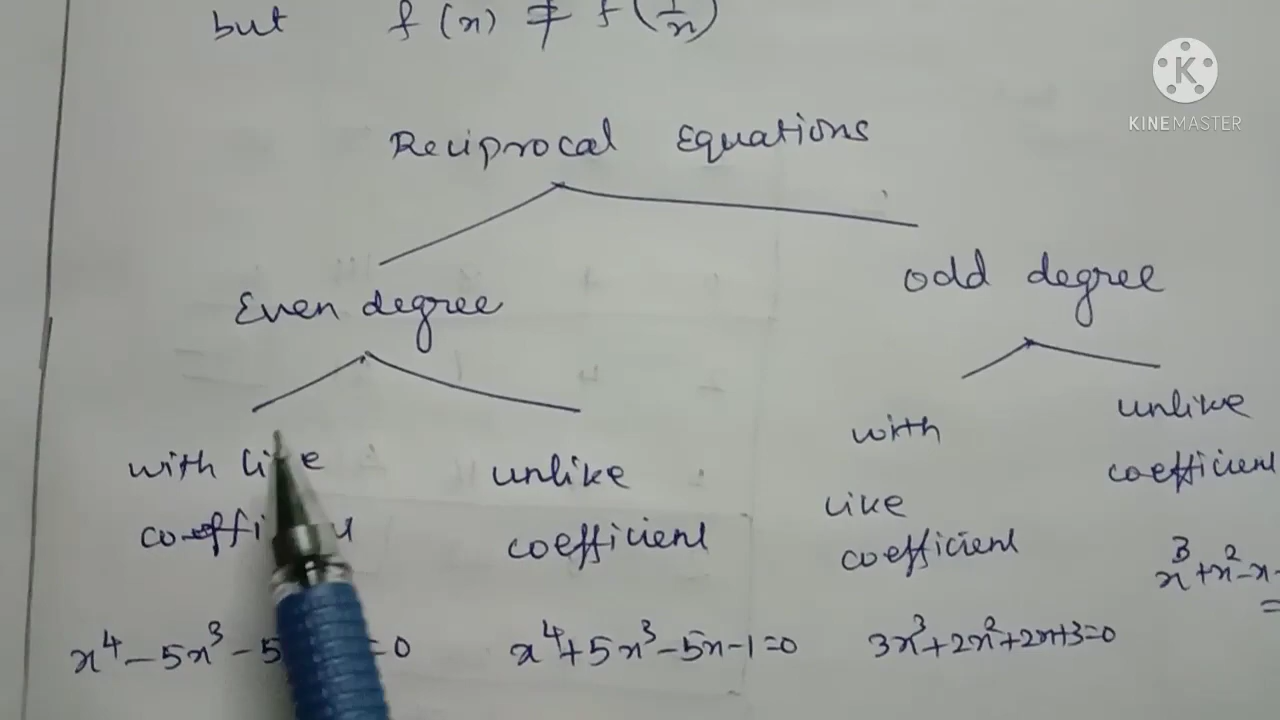 but f(x) ≠ f(1/x)
KINEMASTER
Reciprocal Equations
Even degree
Odd degree
with like
coefficient
unlike
coefficient
with
like
coefficient
unlike
coefficient
x⁴ - 5x³ - 5 =0
x⁴+5x³-5x-1=0
3x³+2x²+2x+3=0
x³+x²-x-
=